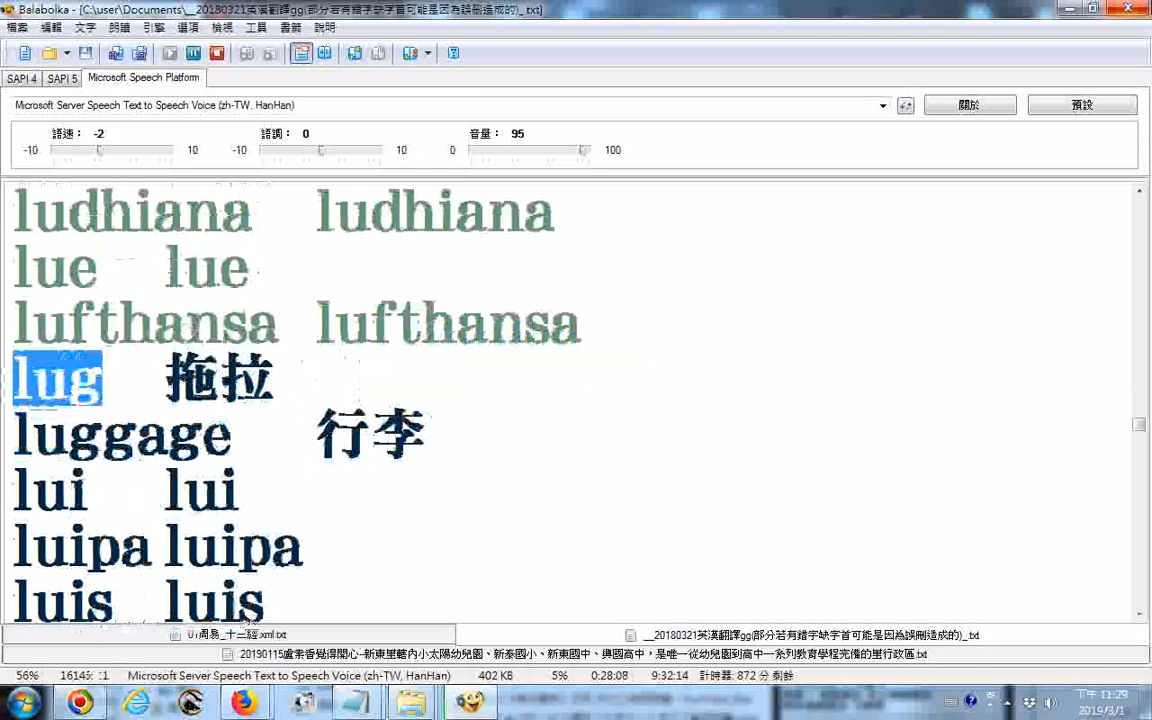 Balabolka - [C:\user\Documents\__20180321英漢翻譯gg(部分若有錯字缺字首可能是因為誤刪造成的)_.txt]
檔案 編輯 文字 朗讀 引擎 選項 檢視 工具 書籤 說明
SAPI 4 SAPI 5 Microsoft Speech Platform
Microsoft Server Speech Text to Speech Voice (zh-TW, HanHan) 關於 預設
語速： -2 語調： 0 音量： 95
-10 10 -10 10 0 100
ludhiana ludhiana
lue lue
lufthansa lufthansa
lug 拖拉
luggage 行李
lui lui
luipa luipa
luis luis
01周易_十三經.xml.txt __20180321英漢翻譯gg(部分若有錯字缺字首可能是因為誤刪造成的)_.txt
20190115盧素香覺得開心-新東里轄內小太陽幼兒園、新泰國小、新東國中、興國高中，是唯一從幼兒園到高中一系列教育學程完備的里行政區.txt
56% Microsoft Server Speech Text to Speech Voice (zh-TW, HanHan) 402 KB 5% 0:28:08 9:32:14 計時器: 872 分 剩餘
下午 11:29
2019/3/1